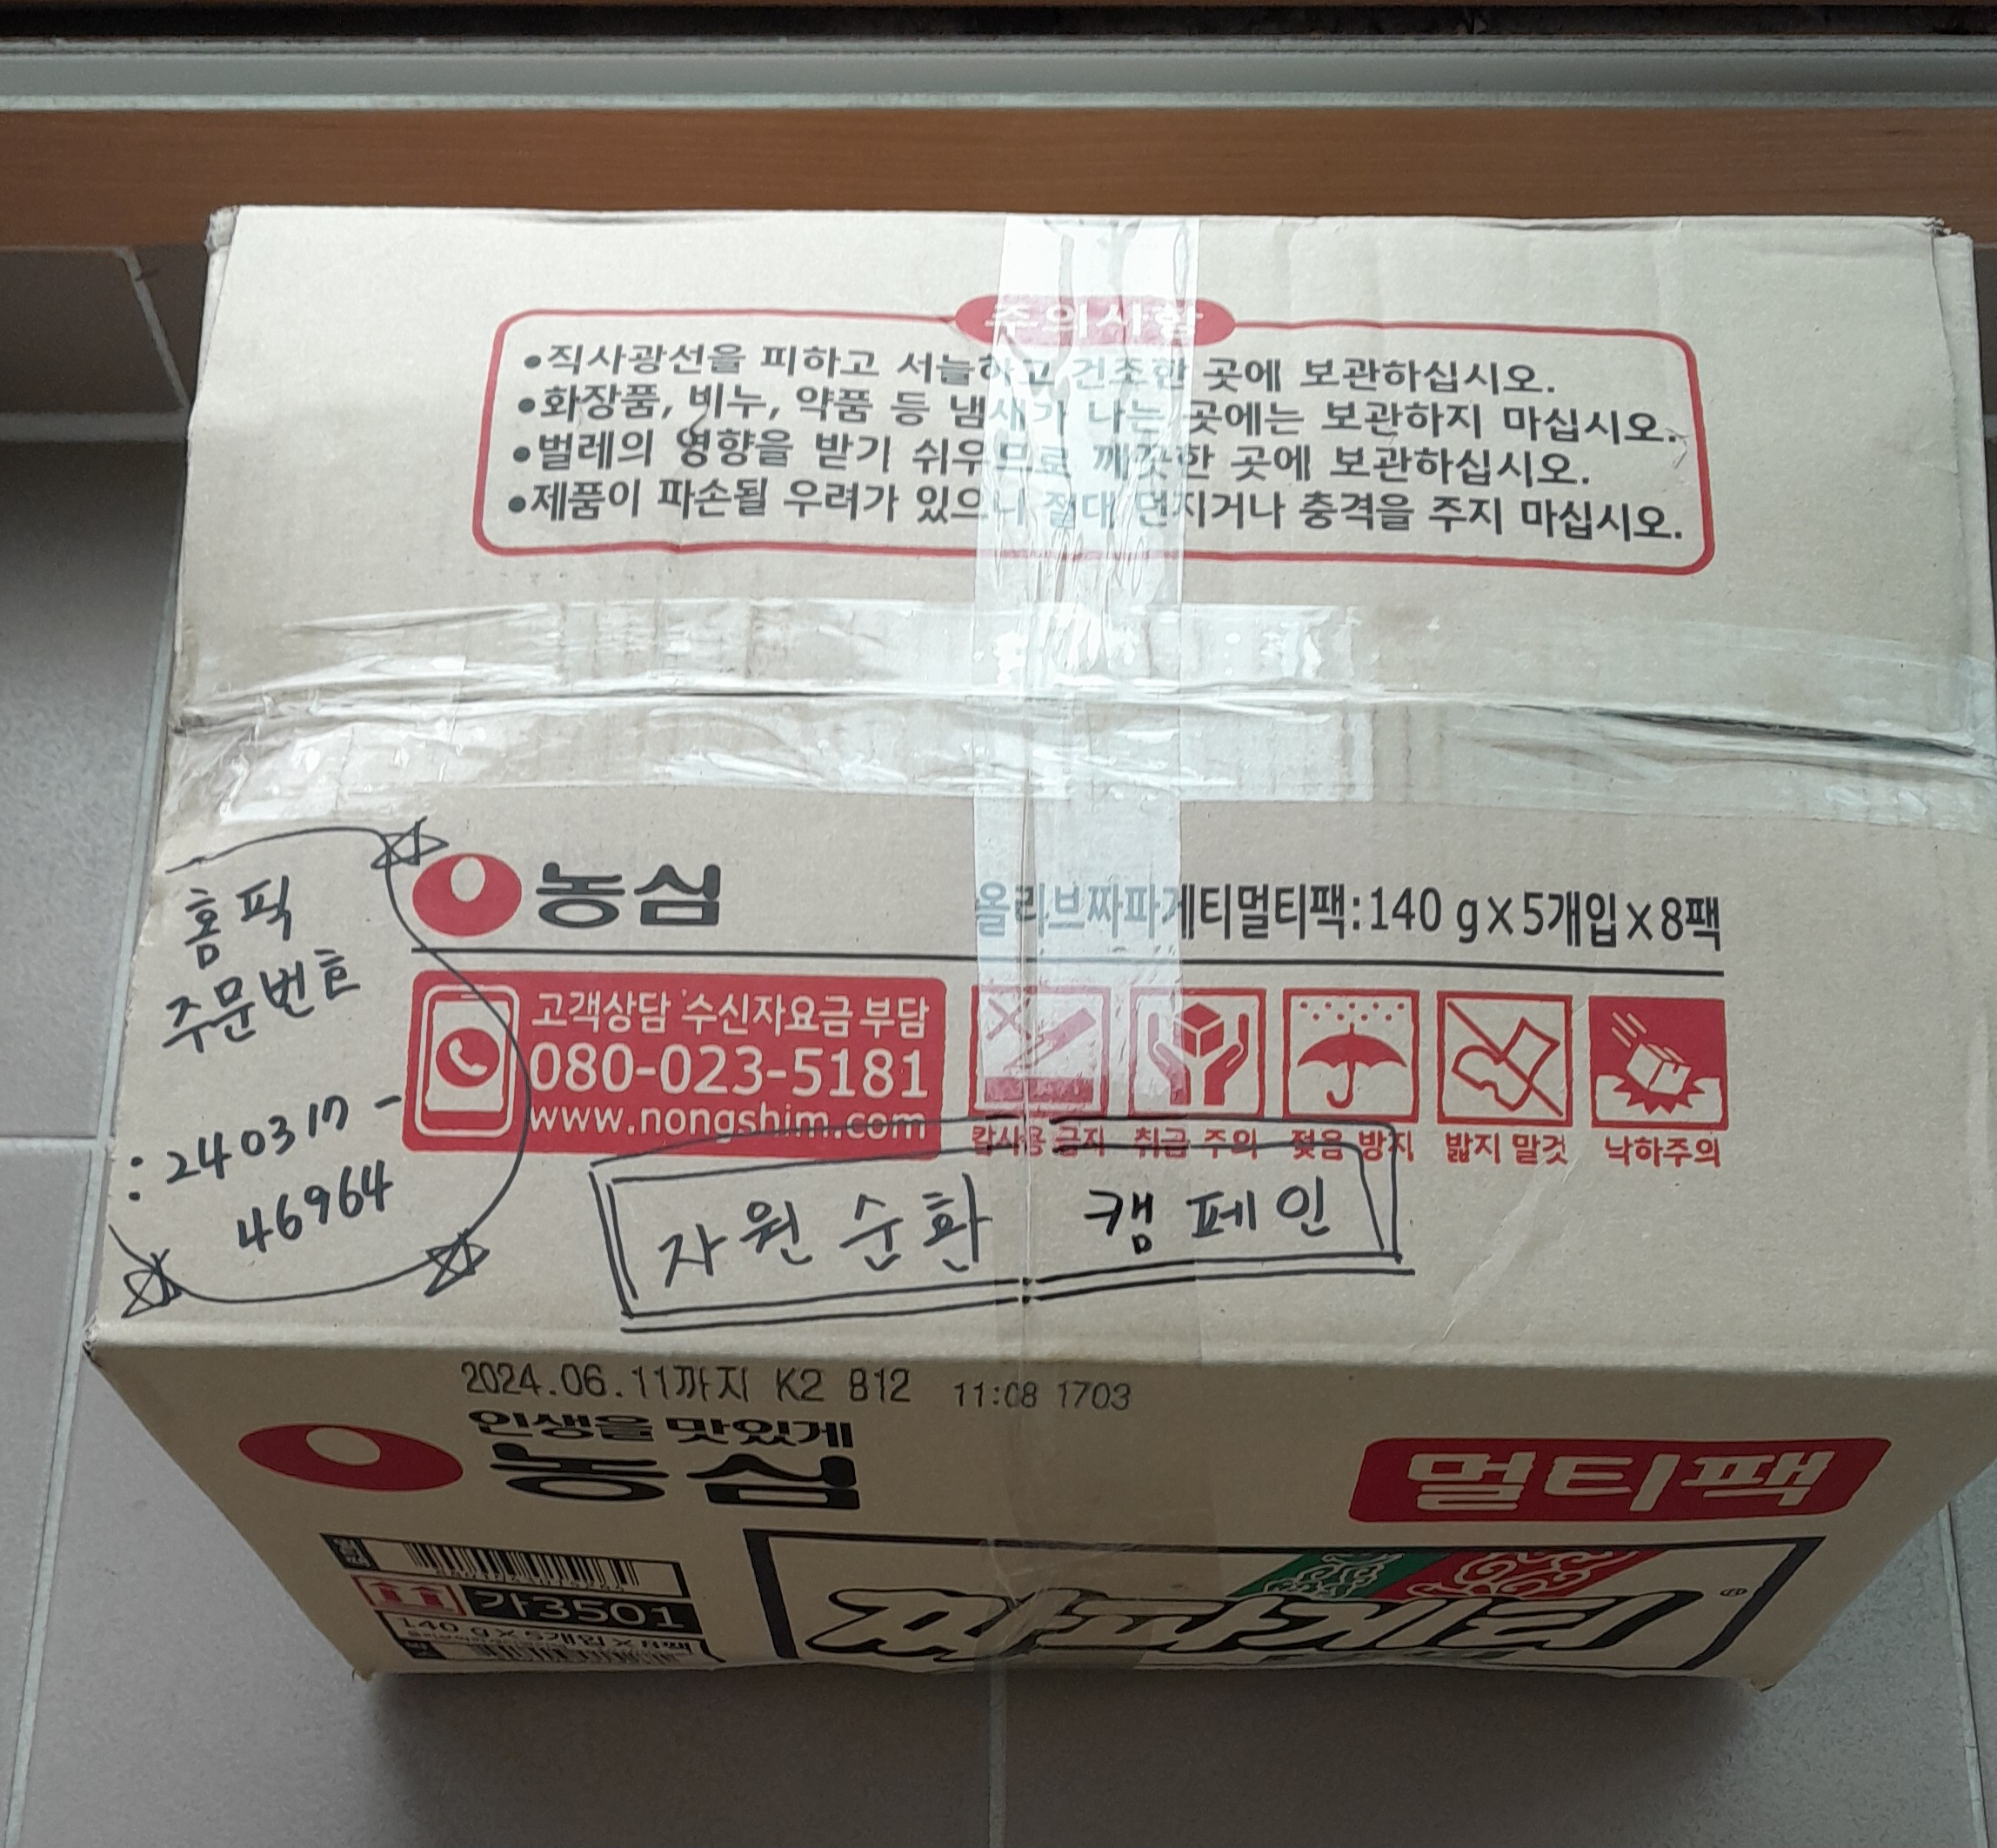 주의사항
•직사광선을 피하고 서늘하고 건조한 곳에 보관하십시오.
•화장품, 비누, 약품 등 냄새가 나는 곳에는 보관하지 마십시오.
•벌레의 영향을 받기 쉬우므로 깨끗한 곳에 보관하십시오.
•제품이 파손될 우려가 있으니 절대 던지거나 충격을 주지 마십시오.
농심
올리브짜파게티멀티팩:140 g×5개입×8팩
홈픽
주문번호
: 240317 -
46964
고객상담 수신자요금 부담
080-023-5181
www.nongshim.com
칼사용 금지 취급 주의 젖음 방지 밟지 말것 낙하주의
자원순환 캠페인
2024.06.11까지 K2 B12 11:08 1703
인생을 맛있게
농심
멀티팩
가3501
140 g×5개입×8팩
짜파게티